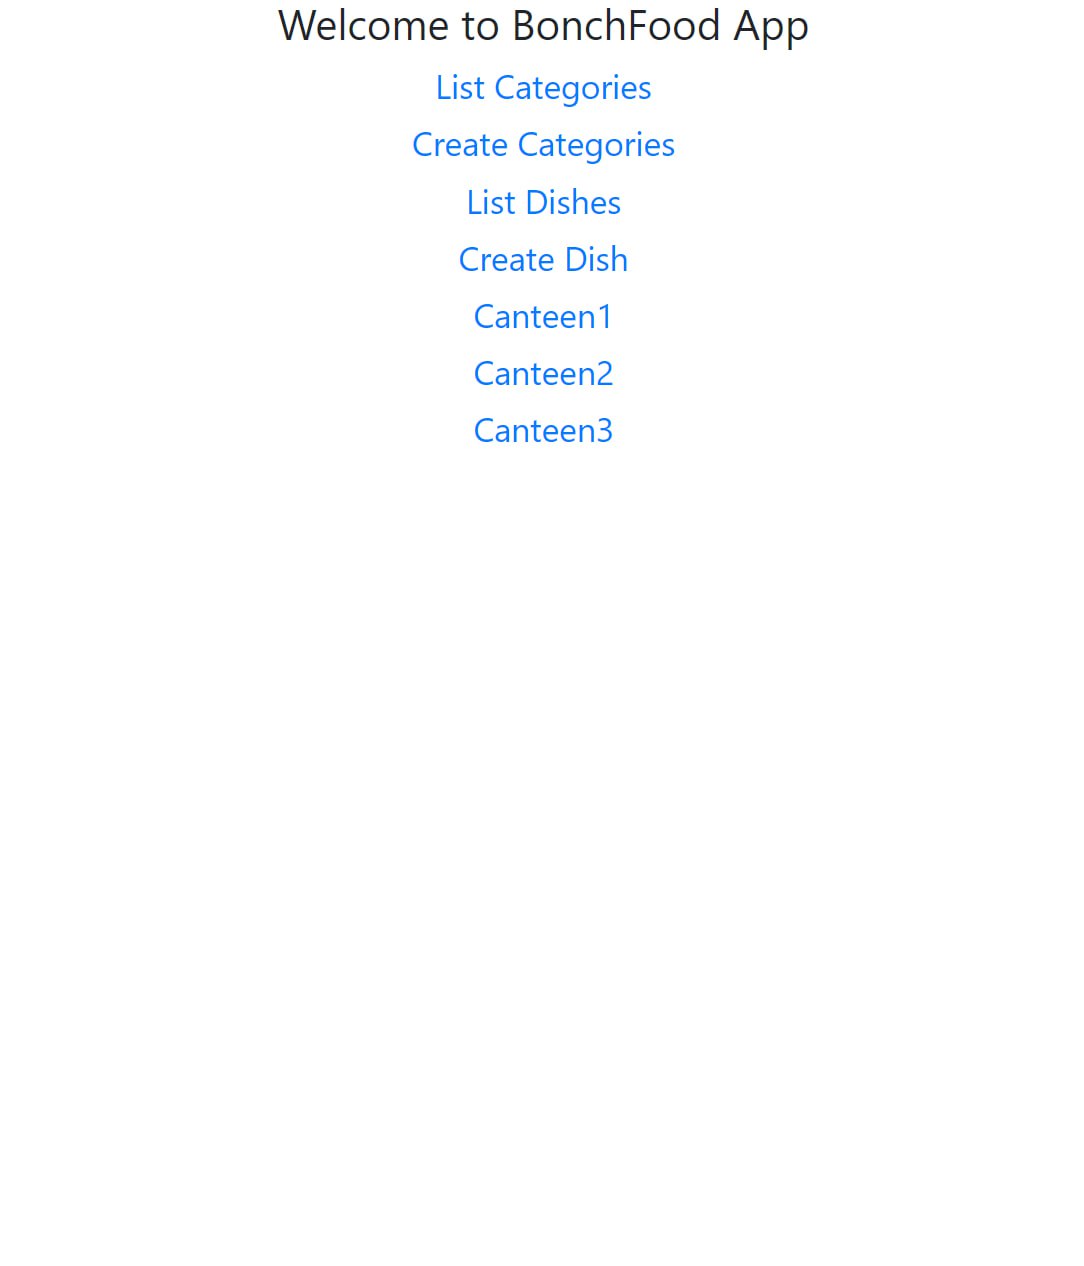 Welcome to BonchFood App
List Categories
Create Categories
List Dishes
Create Dish
Canteen1
Canteen2
Canteen3